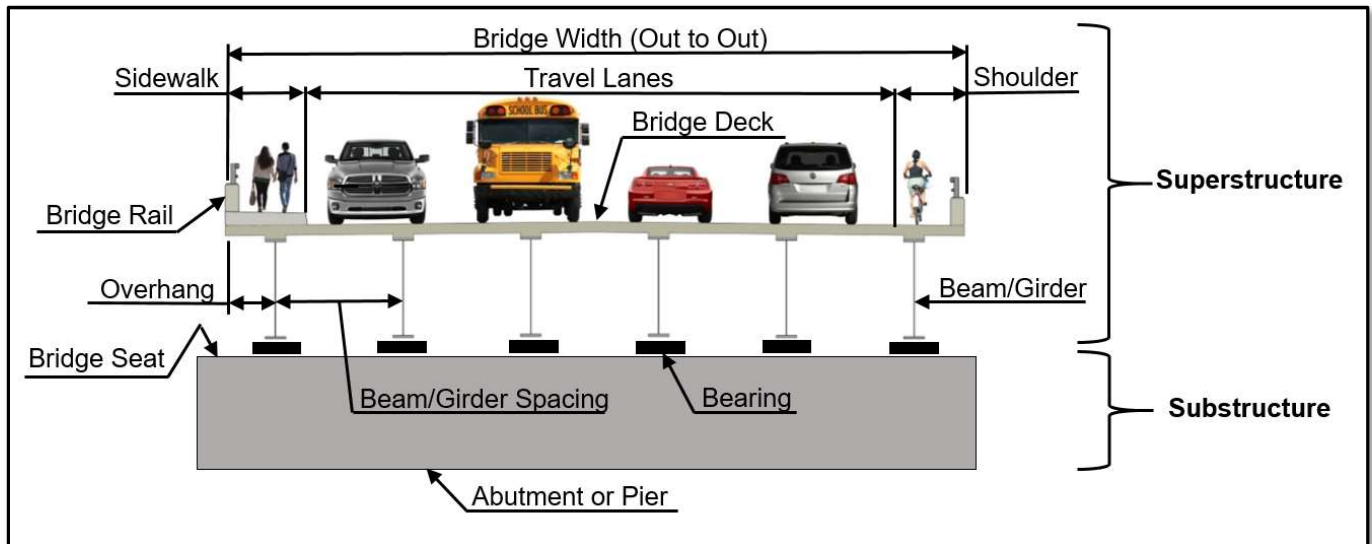 Bridge Width (Out to Out)
Sidewalk
Travel Lanes
Shoulder
SCHOOL BUS
Bridge Deck
Superstructure
Bridge Rail
Overhang
Beam/Girder
Bridge Seat
Beam/Girder Spacing
Bearing
Substructure
Abutment or Pier